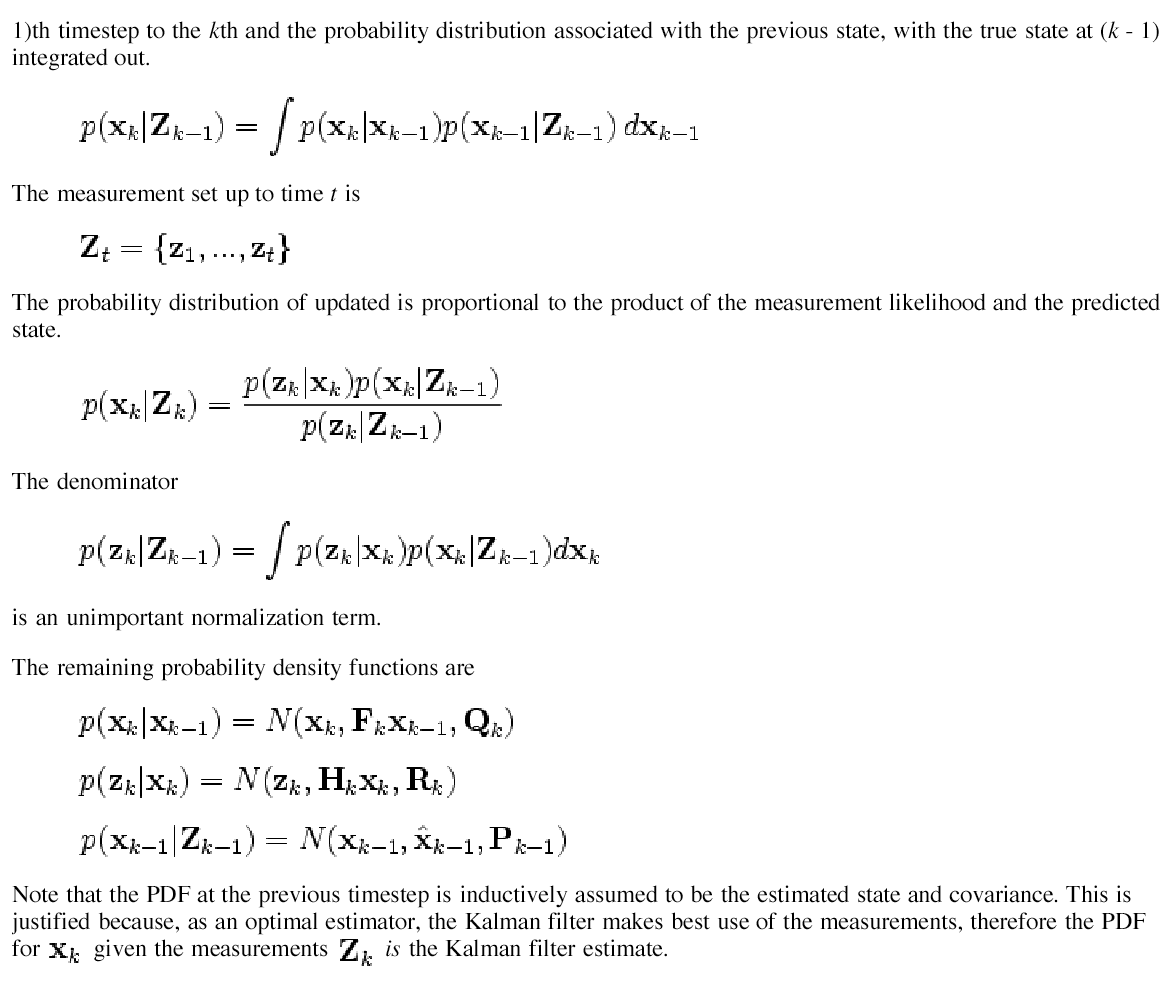 1)th timestep to the kth and the probability distribution associated with the previous state, with the true state at (k - 1)
integrated out.
p(x_k|Z_{k−1}) = ∫ p(x_k|x_{k−1})p(x_{k−1}|Z_{k−1}) dx_{k−1}
The measurement set up to time t is
Z_t = {z_1, ..., z_t}
The probability distribution of updated is proportional to the product of the measurement likelihood and the predicted
state.
p(x_k|Z_k) = \frac{p(z_k|x_k)p(x_k|Z_{k−1})}{p(z_k|Z_{k−1})}
The denominator
p(z_k|Z_{k−1}) = ∫ p(z_k|x_k)p(x_k|Z_{k−1})dx_k
is an unimportant normalization term.
The remaining probability density functions are
p(x_k|x_{k−1}) = N(x_k, F_k x_{k−1}, Q_k)
p(z_k|x_k) = N(z_k, H_k x_k, R_k)
p(x_{k−1}|Z_{k−1}) = N(x_{k−1}, x̂_{k−1}, P_{k−1})
Note that the PDF at the previous timestep is inductively assumed to be the estimated state and covariance. This is
justified because, as an optimal estimator, the Kalman filter makes best use of the measurements, therefore the PDF
for x_k given the measurements Z_k is the Kalman filter estimate.